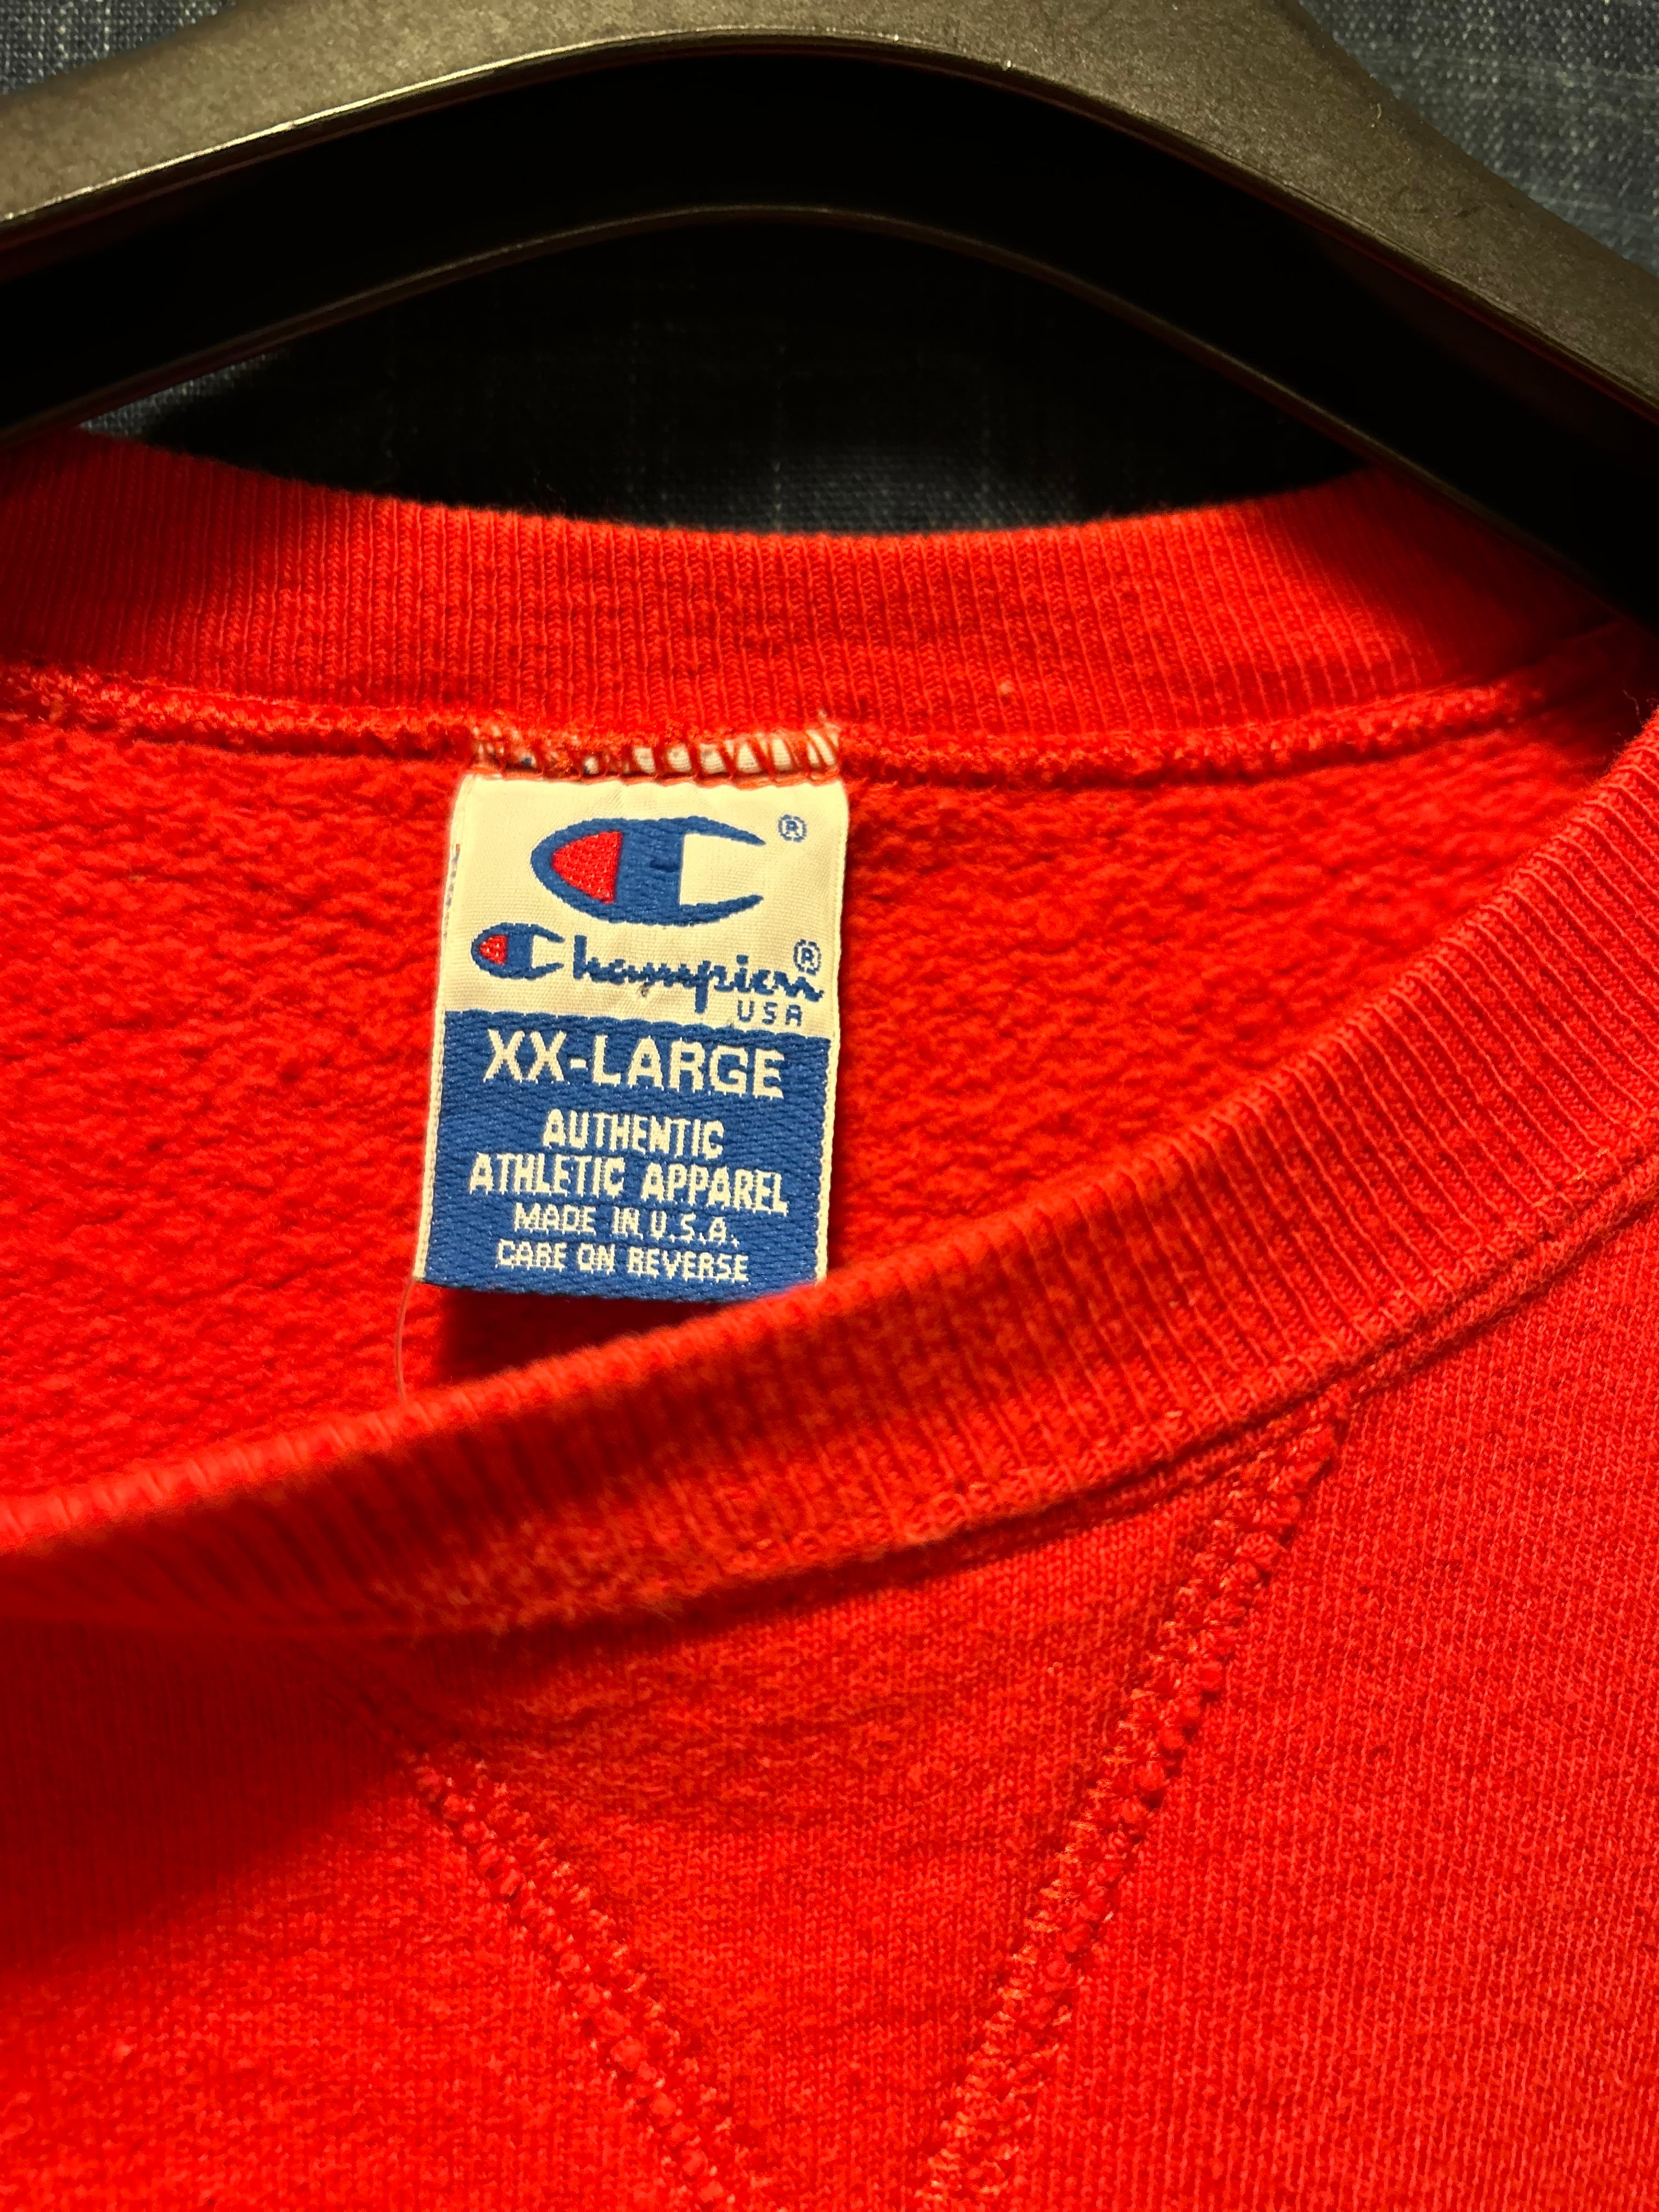 ®
Champion®
USA
XX-LARGE
AUTHENTIC
ATHLETIC APPAREL
MADE IN U.S.A.
CARE ON REVERSE